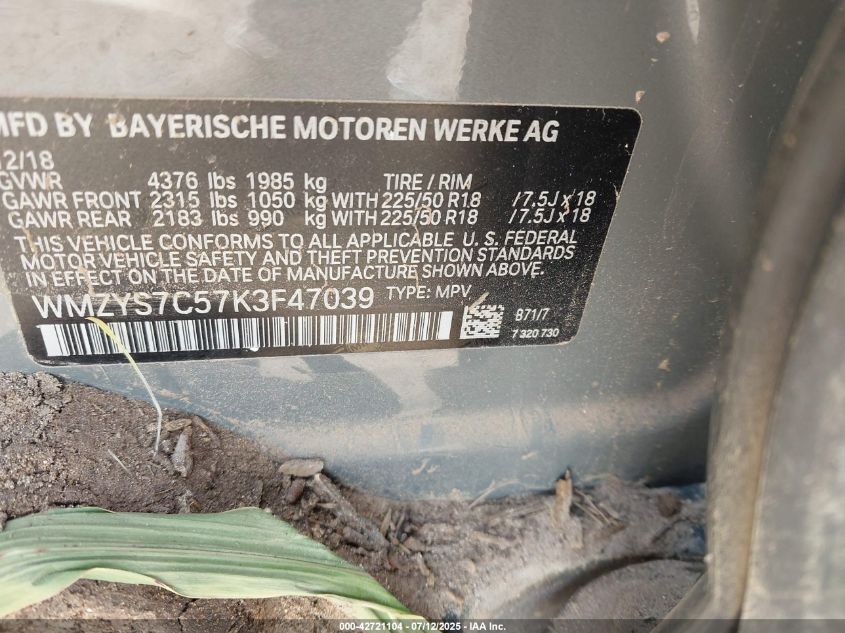 MFD BY BAYERISCHE MOTOREN WERKE AG
12/18
GVWR 4376 lbs 1985 kg TIRE / RIM
GAWR FRONT 2315 lbs 1050 kg WITH 225/50 R18 /7.5J x 18
GAWR REAR 2183 lbs 990 kg WITH 225/50 R18 /7.5J x 18
THIS VEHICLE CONFORMS TO ALL APPLICABLE U. S. FEDERAL
MOTOR VEHICLE SAFETY AND THEFT PREVENTION STANDARDS
IN EFFECT ON THE DATE OF MANUFACTURE SHOWN ABOVE.
WMZYS7C57K3F47039 TYPE: MPV
B71/7
7 320 730
000-42721104 - 07/12/2025 - IAA Inc.